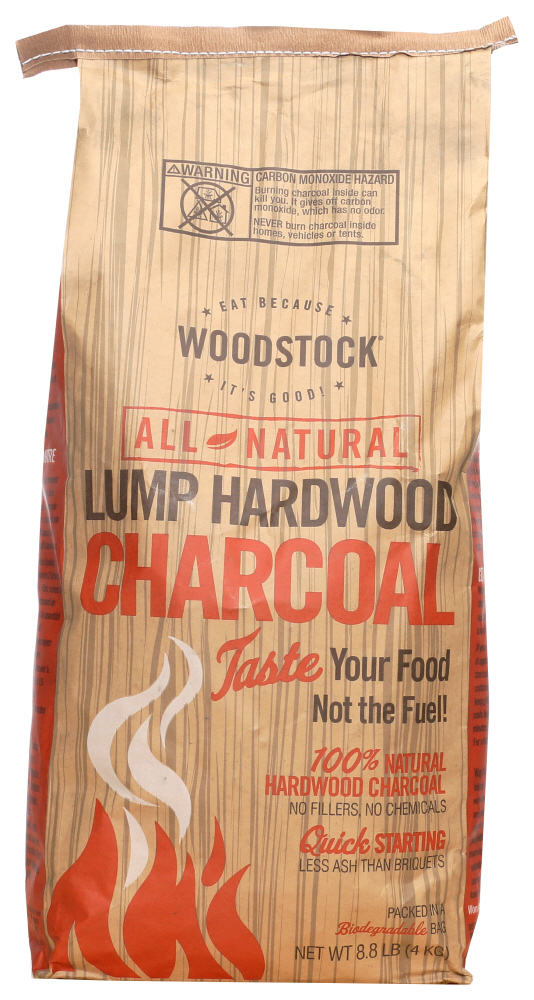 WARNING
CARBON MONOXIDE HAZARD
Burning charcoal inside can
kill you. It gives off carbon
monoxide, which has no odor.
NEVER burn charcoal inside
homes, vehicles or tents.
EAT BECAUSE
WOODSTOCK®
IT'S GOOD!
ALL NATURAL
LUMP HARDWOOD
CHARCOAL
Taste Your Food
Not the Fuel!
100% NATURAL
HARDWOOD CHARCOAL
NO FILLERS, NO CHEMICALS
Quick STARTING
LESS ASH THAN BRIQUETS
PACKED IN A
Biodegradable BAG
NET WT 8.8 LB (4 KG)